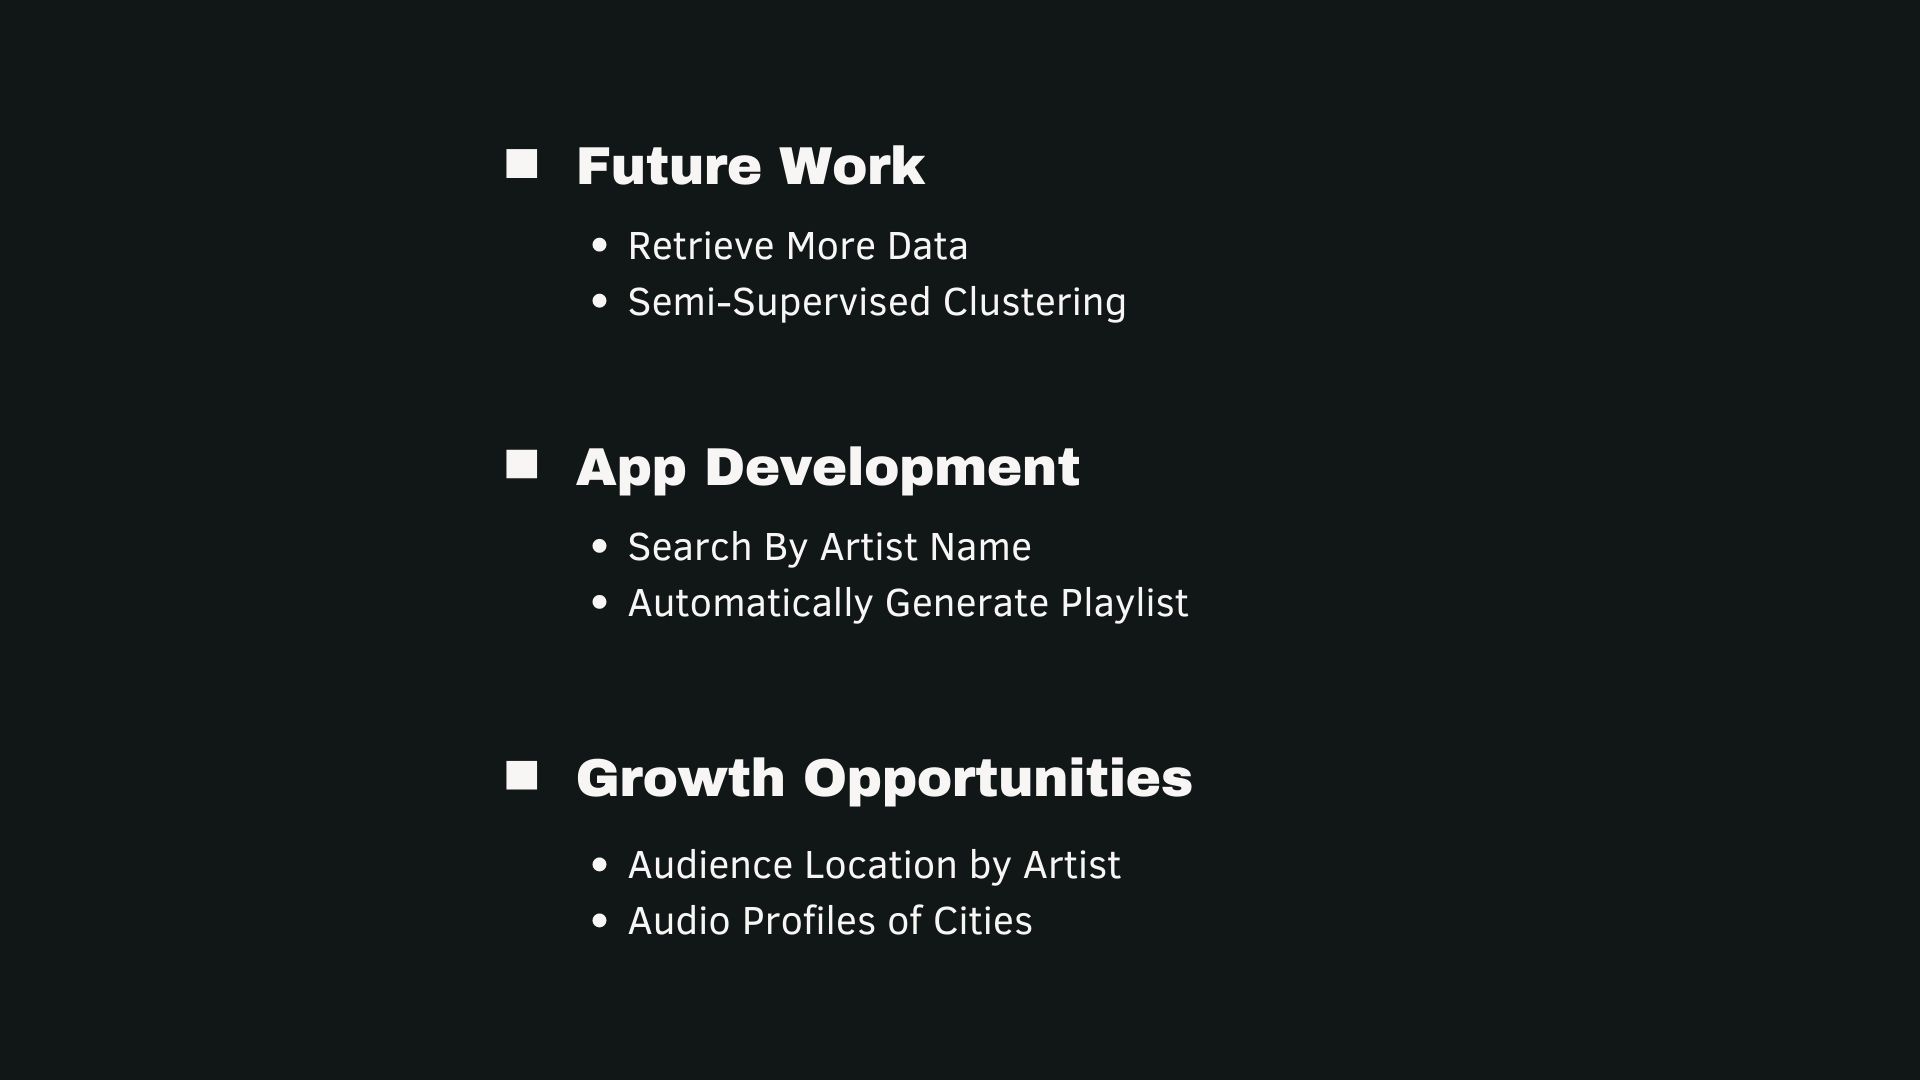 Future Work
Retrieve More Data
Semi-Supervised Clustering
App Development
Search By Artist Name
Automatically Generate Playlist
Growth Opportunities
Audience Location by Artist
Audio Profiles of Cities